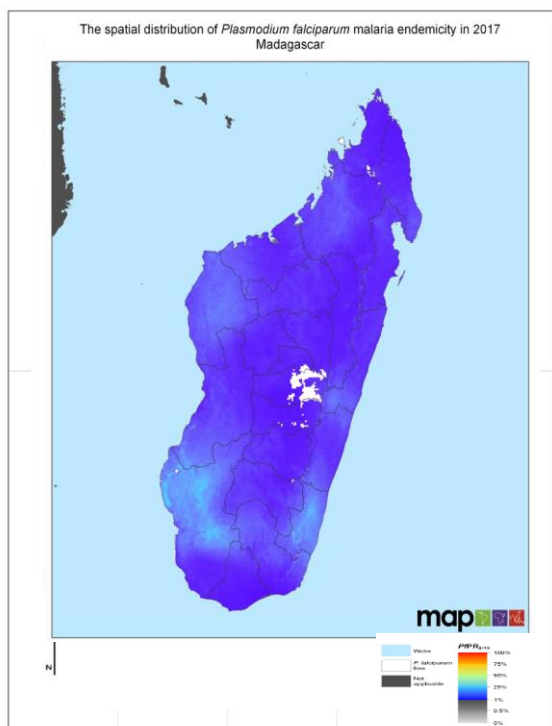 The spatial distribution of Plasmodium falciparum malaria endemicity in 2017
Madagascar
map
Water
P. falciparum
free
Not
applicable
PfPR2-10
100%
75%
50%
25%
1%
0.5%
0%
N